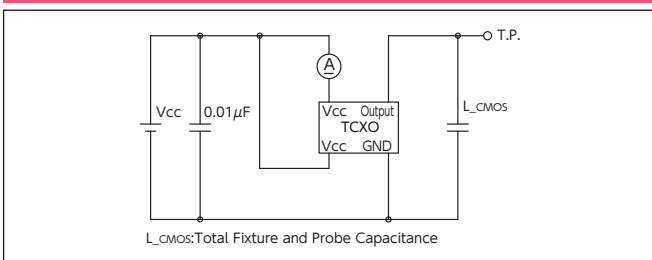 T.P.
A
Vcc 0.01μF
Vcc Output
L_CMOS
TCXO
Vcc GND
L_CMOS:Total Fixture and Probe Capacitance